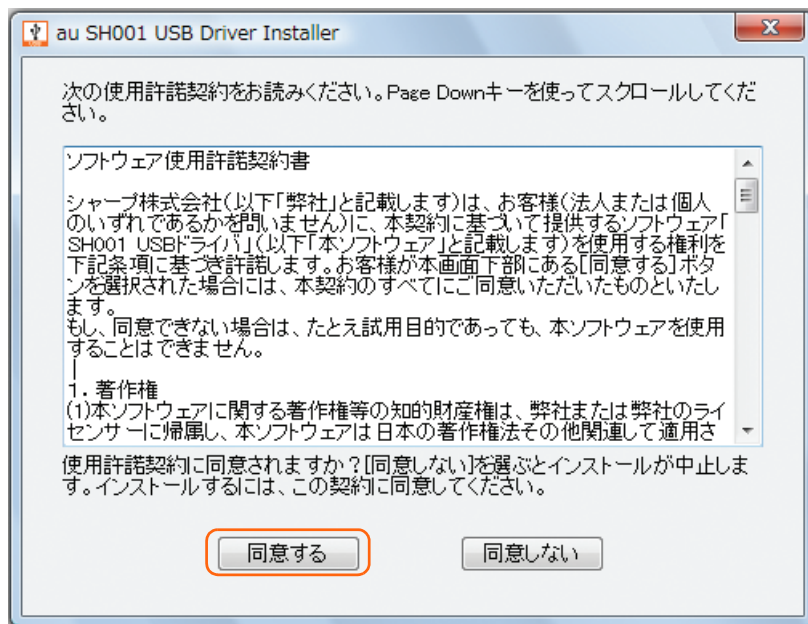 au SH001 USB Driver Installer
次の使用許諾契約をお読みください。Page Downキーを使ってスクロールしてくだ
さい。
ソフトウェア使用許諾契約書
シャープ株式会社(以下「弊社」と記載します)は、お客様(法人または個人
のいずれであるかを問いません)に、本契約に基づいて提供するソフトウェア「
SH001 USBドライバ」(以下「本ソフトウェア」と記載します)を使用する権利を
下記条項に基づき許諾します。お客様が本画面下部にある[同意する]ボタ
ンを選択された場合には、本契約のすべてにご同意いただいたものといたし
ます。
もし、同意できない場合は、たとえ試用目的であっても、本ソフトウェアを使用
することはできません。
1. 著作権
(1)本ソフトウェアに関する著作権等の知的財産権は、弊社または弊社のライ
センサーに帰属し、本ソフトウェアは日本の著作権法その他関連して適用さ
使用許諾契約に同意されますか?[同意しない]を選ぶとインストールが中止しま
す。インストールするには、この契約に同意してください。
同意する
同意しない